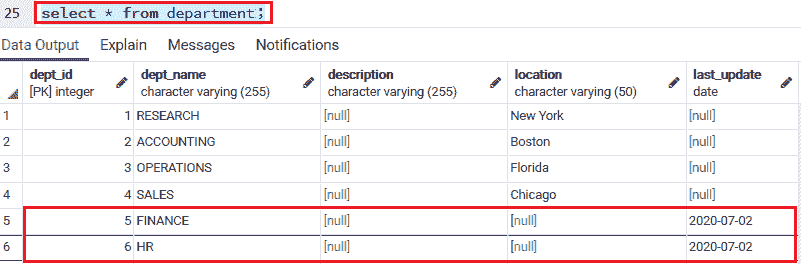 25 select * from department;
Data Output Explain Messages Notifications
dept_id dept_name description location last_update
[PK] integer character varying (255) character varying (255) character varying (50) date
1 1 RESEARCH [null] New York [null]
2 2 ACCOUNTING [null] Boston [null]
3 3 OPERATIONS [null] Florida [null]
4 4 SALES [null] Chicago [null]
5 5 FINANCE [null] [null] 2020-07-02
6 6 HR [null] [null] 2020-07-02